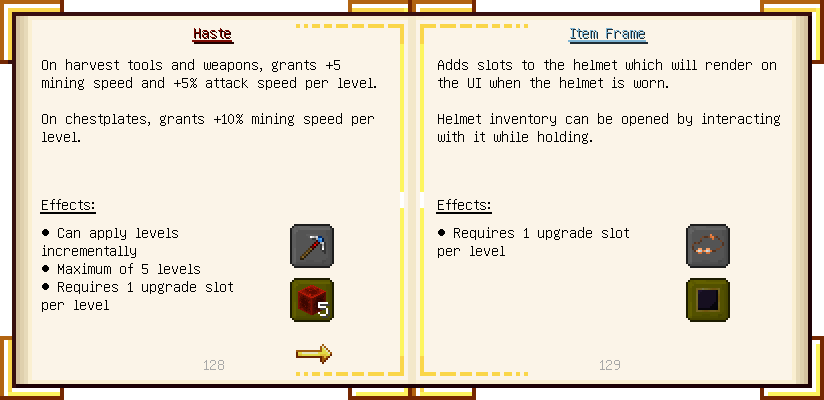 Haste
On harvest tools and weapons, grants +5
mining speed and +5% attack speed per level.
On chestplates, grants +10% mining speed per
level.
Effects:
• Can apply levels
incrementally
• Maximum of 5 levels
• Requires 1 upgrade slot
per level
5
128
Item Frame
Adds slots to the helmet which will render on
the UI when the helmet is worn.
Helmet inventory can be opened by interacting
with it while holding.
Effects:
• Requires 1 upgrade slot
per level
129